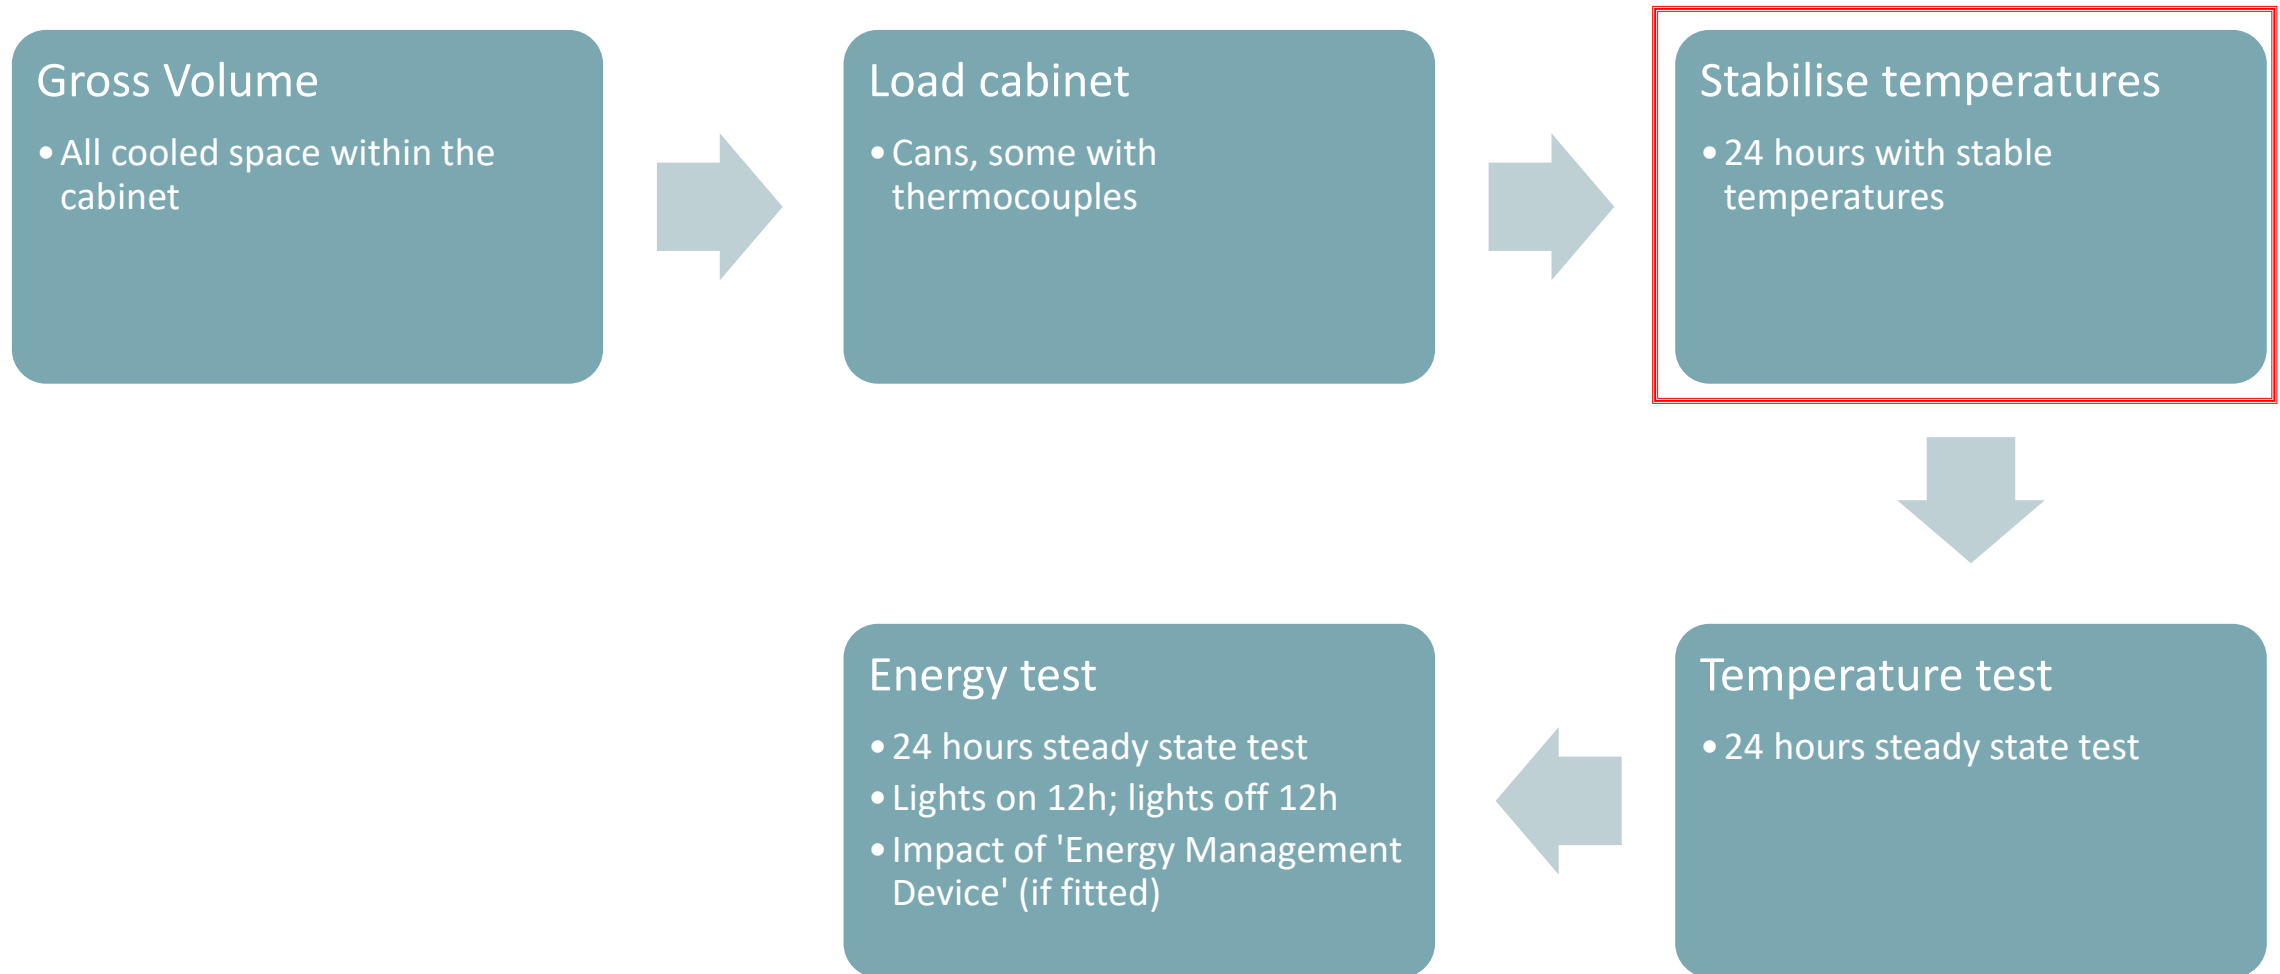 Gross Volume
• All cooled space within the
cabinet
Load cabinet
• Cans, some with
thermocouples
Stabilise temperatures
• 24 hours with stable
temperatures
Temperature test
• 24 hours steady state test
Energy test
• 24 hours steady state test
• Lights on 12h; lights off 12h
• Impact of 'Energy Management
Device' (if fitted)